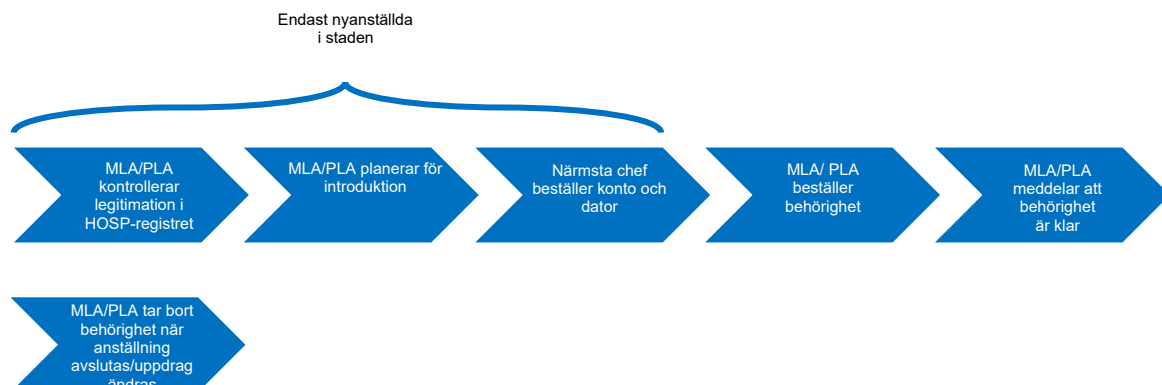 Endast nyanställda
i staden
MLA/PLA
kontrollerar
legitimation i
HOSP-registret
MLA/PLA planerar för
introduktion
Närmsta chef
beställer konto och
dator
MLA/ PLA
beställer
behörighet
MLA/PLA
meddelar att
behörighet
är klar
MLA/PLA tar bort
behörighet när
anställning
avslutas/uppdrag
ändras